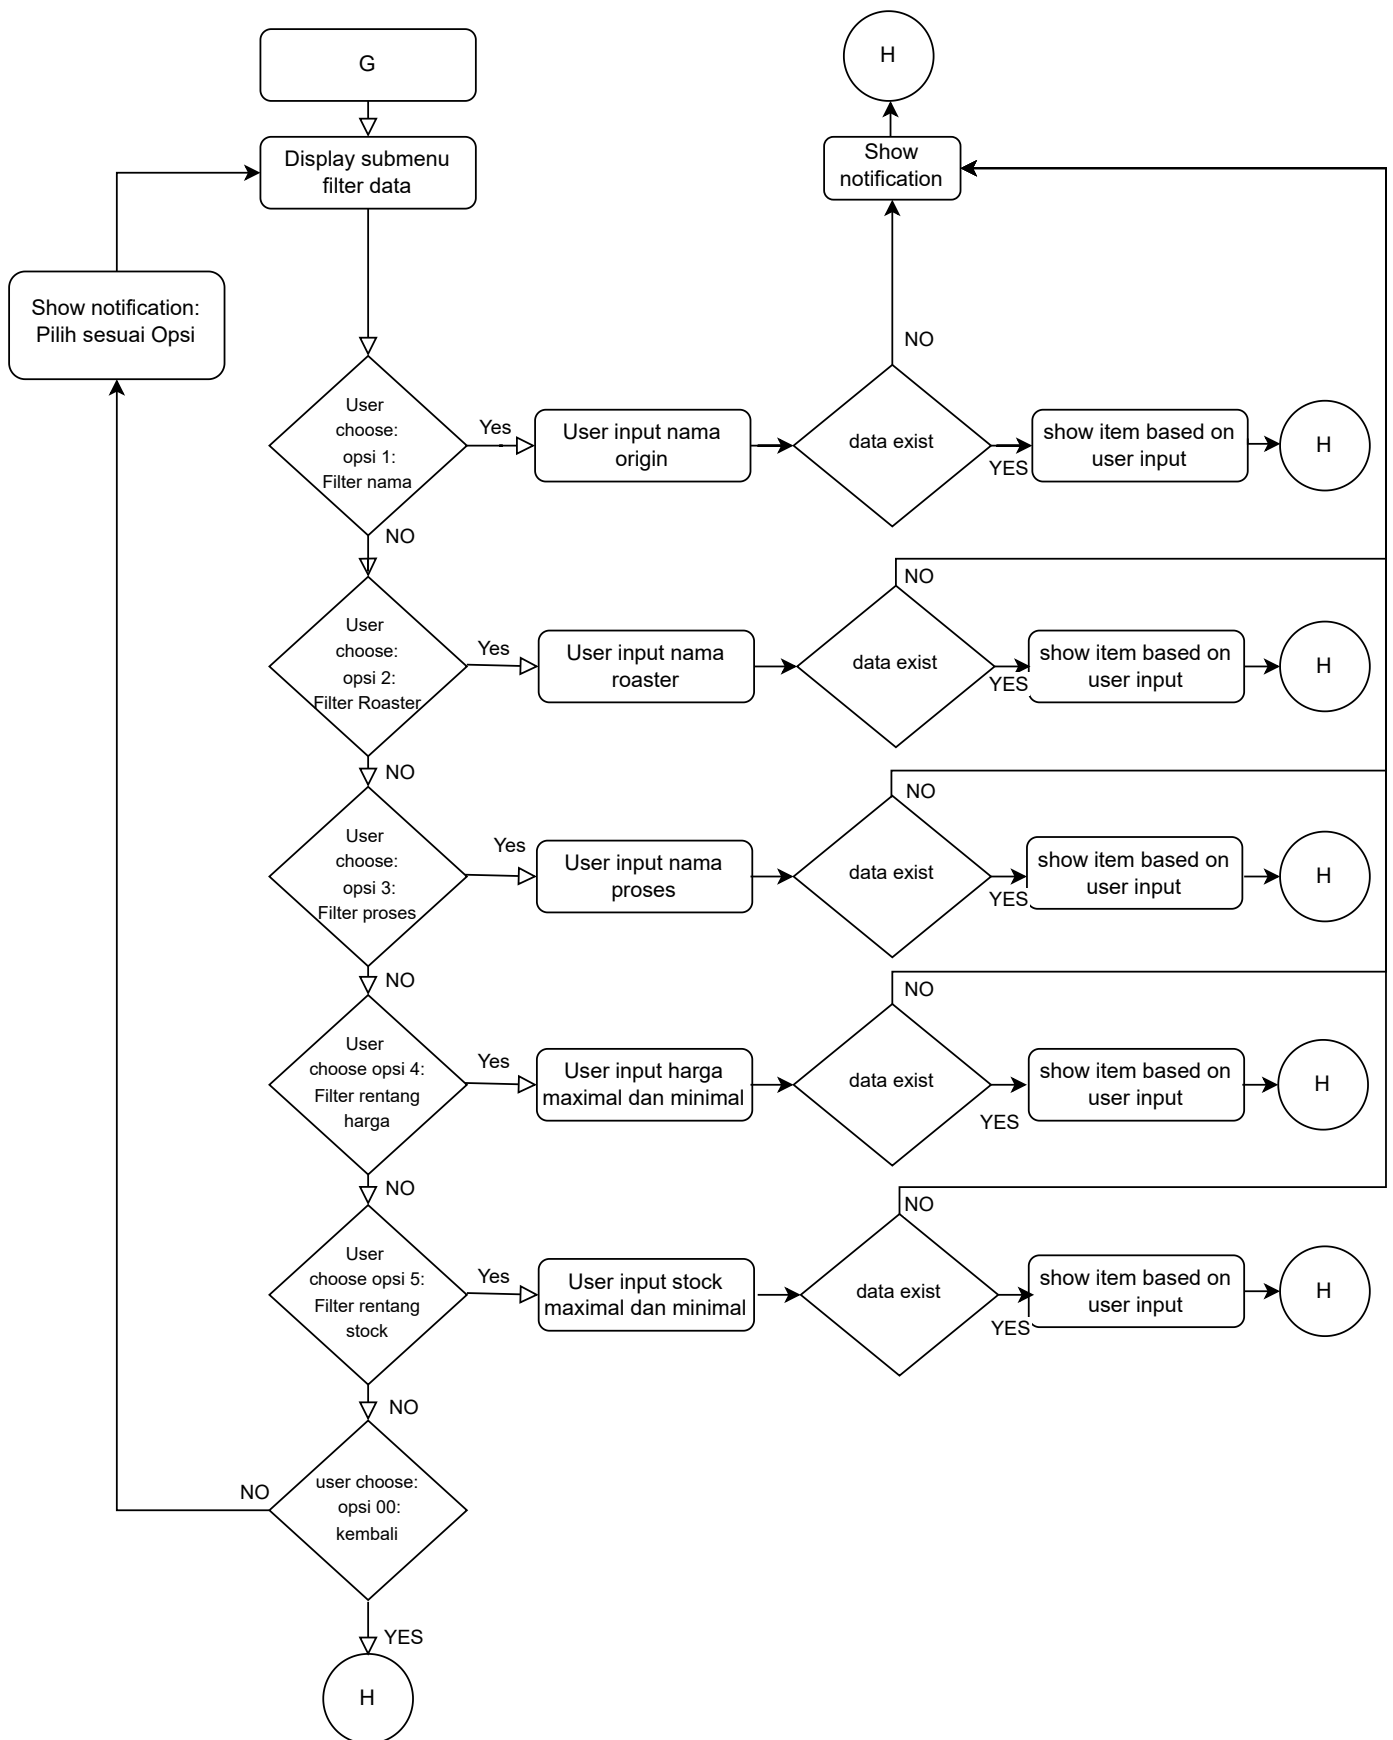 G
H
Display submenu
filter data
Show
notification
Show notification:
Pilih sesuai Opsi
NO
User
choose:
opsi 1:
Filter nama
Yes
User input nama
origin
data exist
YES
show item based on
user input
H
NO
NO
User
choose:
opsi 2:
Filter Roaster
Yes
User input nama
roaster
data exist
YES
show item based on
user input
H
NO
NO
User
choose:
opsi 3:
Filter proses
Yes
User input nama
proses
data exist
YES
show item based on
user input
H
NO
NO
User
choose opsi 4:
Filter rentang
harga
Yes
User input harga
maximal dan minimal
data exist
YES
show item based on
user input
H
NO
NO
User
choose opsi 5:
Filter rentang
stock
Yes
User input stock
maximal dan minimal
data exist
YES
show item based on
user input
H
NO
NO
user choose:
opsi 00:
kembali
YES
H